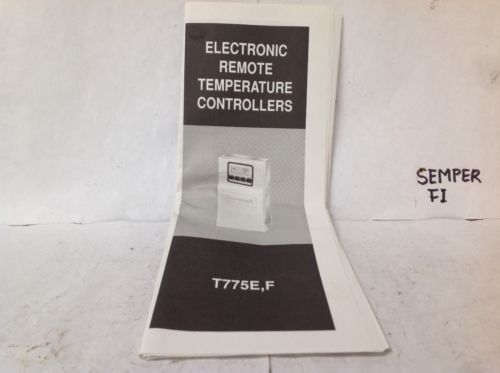 ELECTRONIC
REMOTE
TEMPERATURE
CONTROLLERS
T775E,F
SEMPER
FI